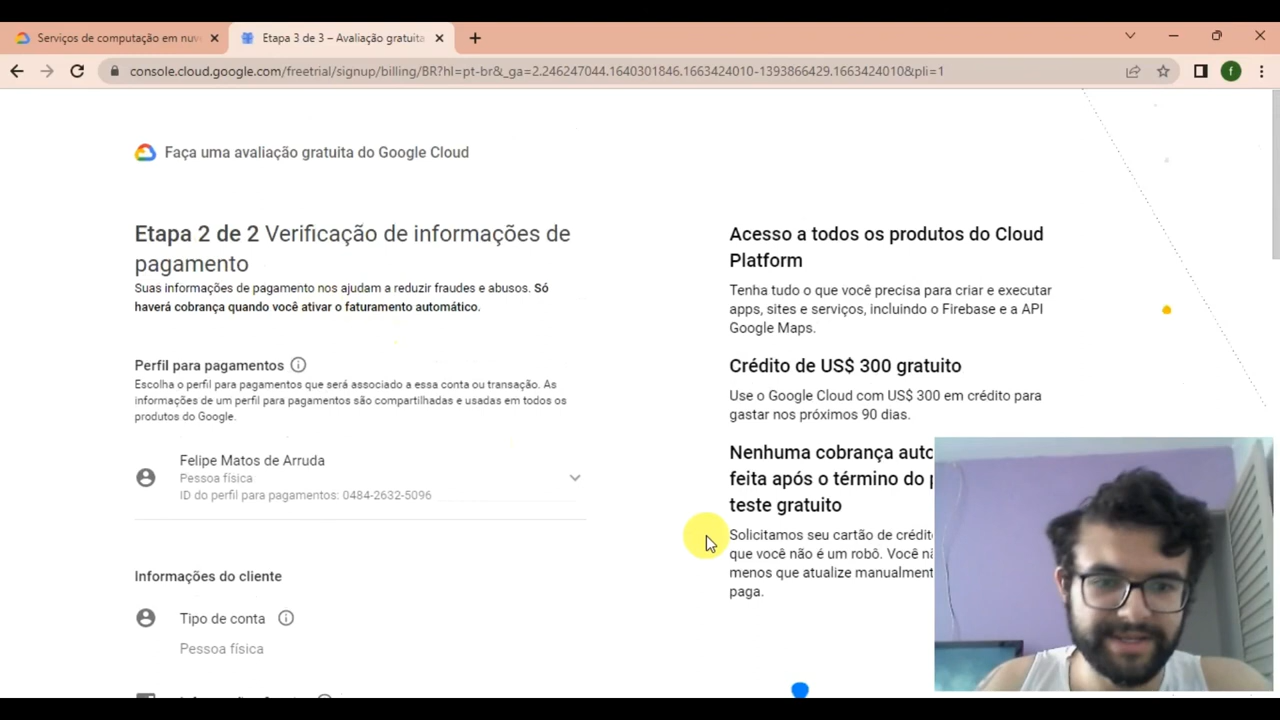 Serviços de computação em nuv
Etapa 3 de 3 – Avaliação gratuita
console.cloud.google.com/freetrial/signup/billing/BR?hl=pt-br&_ga=2.246247044.1640301846.1663424010-1393866429.1663424010&pli=1
f
Faça uma avaliação gratuita do Google Cloud
Etapa 2 de 2 Verificação de informações de
pagamento
Suas informações de pagamento nos ajudam a reduzir fraudes e abusos. Só
haverá cobrança quando você ativar o faturamento automático.
Perfil para pagamentos
Escolha o perfil para pagamentos que será associado a essa conta ou transação. As
informações de um perfil para pagamentos são compartilhadas e usadas em todos os
produtos do Google.
Felipe Matos de Arruda
Pessoa física
ID do perfil para pagamentos: 0484-2632-5096
Informações do cliente
Tipo de conta
Pessoa física
Acesso a todos os produtos do Cloud
Platform
Tenha tudo o que você precisa para criar e executar
apps, sites e serviços, incluindo o Firebase e a API
Google Maps.
Crédito de US$ 300 gratuito
Use o Google Cloud com US$ 300 em crédito para
gastar nos próximos 90 dias.
Nenhuma cobrança auto
feita após o término do
teste gratuito
Solicitamos seu cartão de crédit
que você não é um robô. Você
menos que atualize manualment
paga.